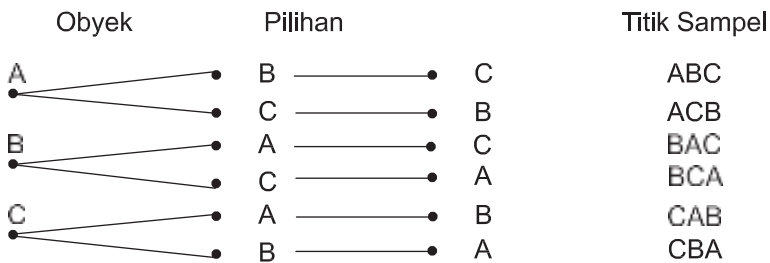 Obyek Pilihan Titik Sampel
A B C ABC
C B ACB
B A C BAC
C A BCA
C A B CAB
B A CBA